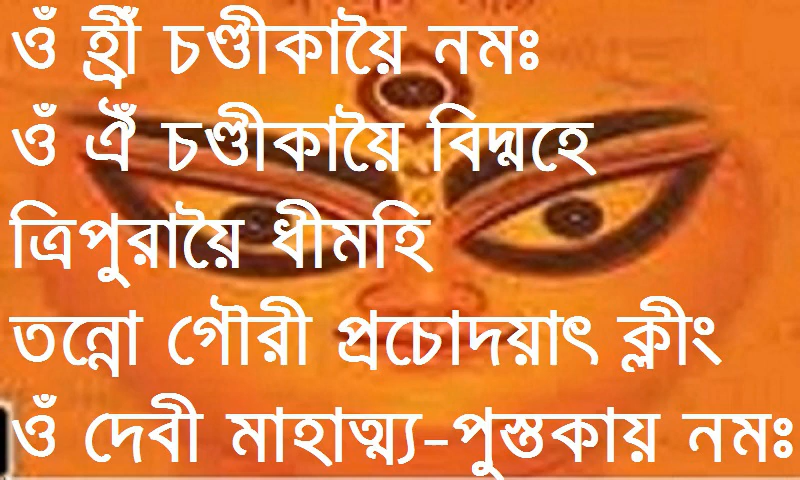 ওঁ হ্রীঁ চণ্ডীকায়ৈ নমঃ
ওঁ ঐঁ চণ্ডীকায়ৈ বিদ্মহে
ত্রিপুরায়ৈ ধীমহি
তন্নো গৌরী প্রচোদয়াৎ ক্লীং
ওঁ দেবী মাহাত্ম্য-পুস্তকায় নমঃ